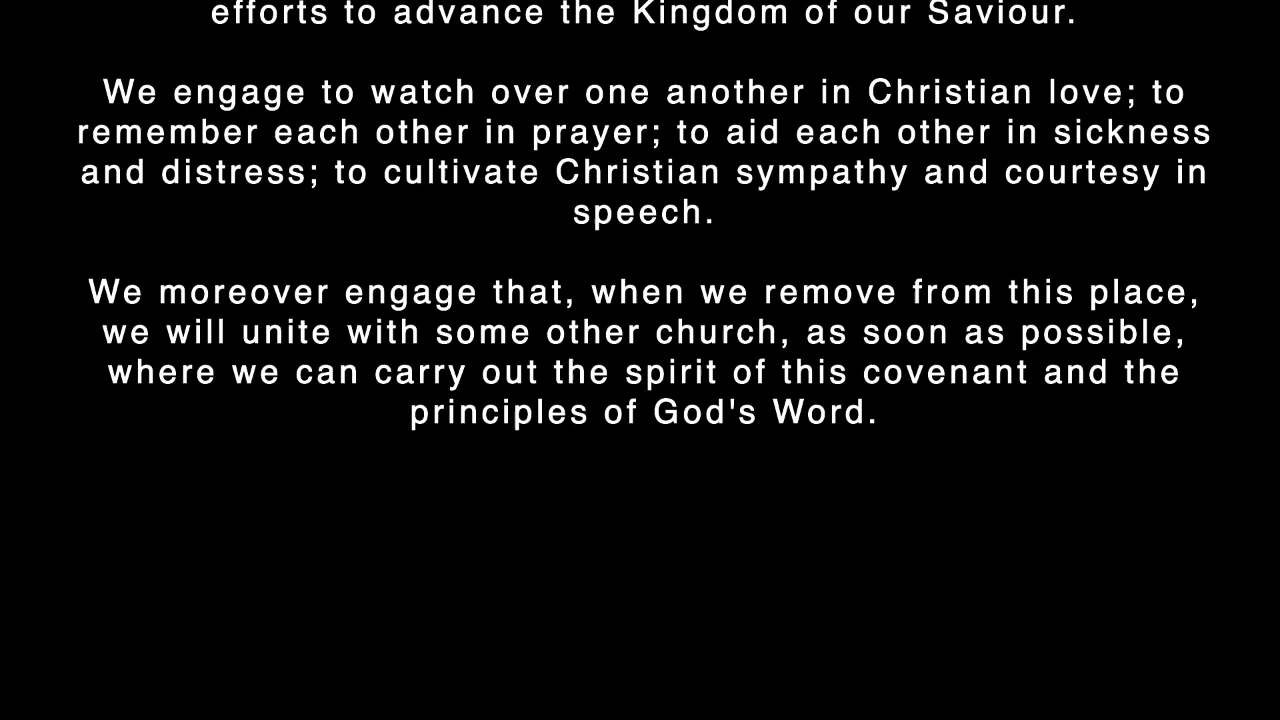 efforts to advance the Kingdom of our Saviour.
We engage to watch over one another in Christian love; to
remember each other in prayer; to aid each other in sickness
and distress; to cultivate Christian sympathy and courtesy in
speech.
We moreover engage that, when we remove from this place,
we will unite with some other church, as soon as possible,
where we can carry out the spirit of this covenant and the
principles of God's Word.